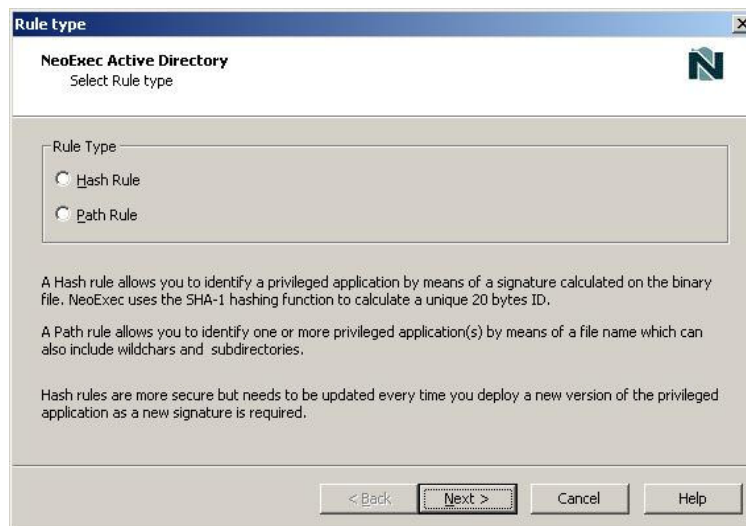 Rule type
NeoExec Active Directory
Select Rule type
N
Rule Type
Hash Rule
Path Rule
A Hash rule allows you to identify a privileged application by means of a signature calculated on the binary
file. NeoExec uses the SHA-1 hashing function to calculate a unique 20 bytes ID.
A Path rule allows you to identify one or more privileged application(s) by means of a file name which can
also include wildchars and subdirectories.
Hash rules are more secure but needs to be updated every time you deploy a new version of the privileged
application as a new signature is required.
< Back Next > Cancel Help